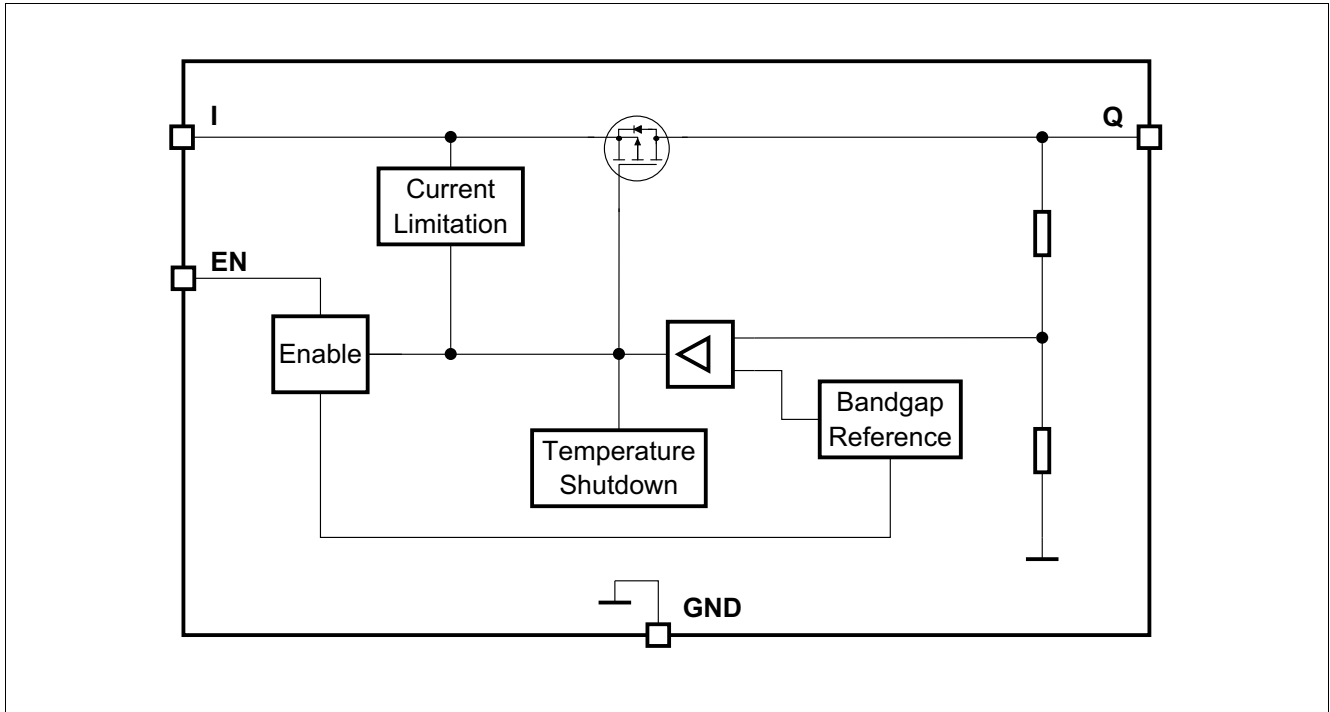 I
Q
Current
Limitation
EN
Enable
Bandgap
Reference
Temperature
Shutdown
GND